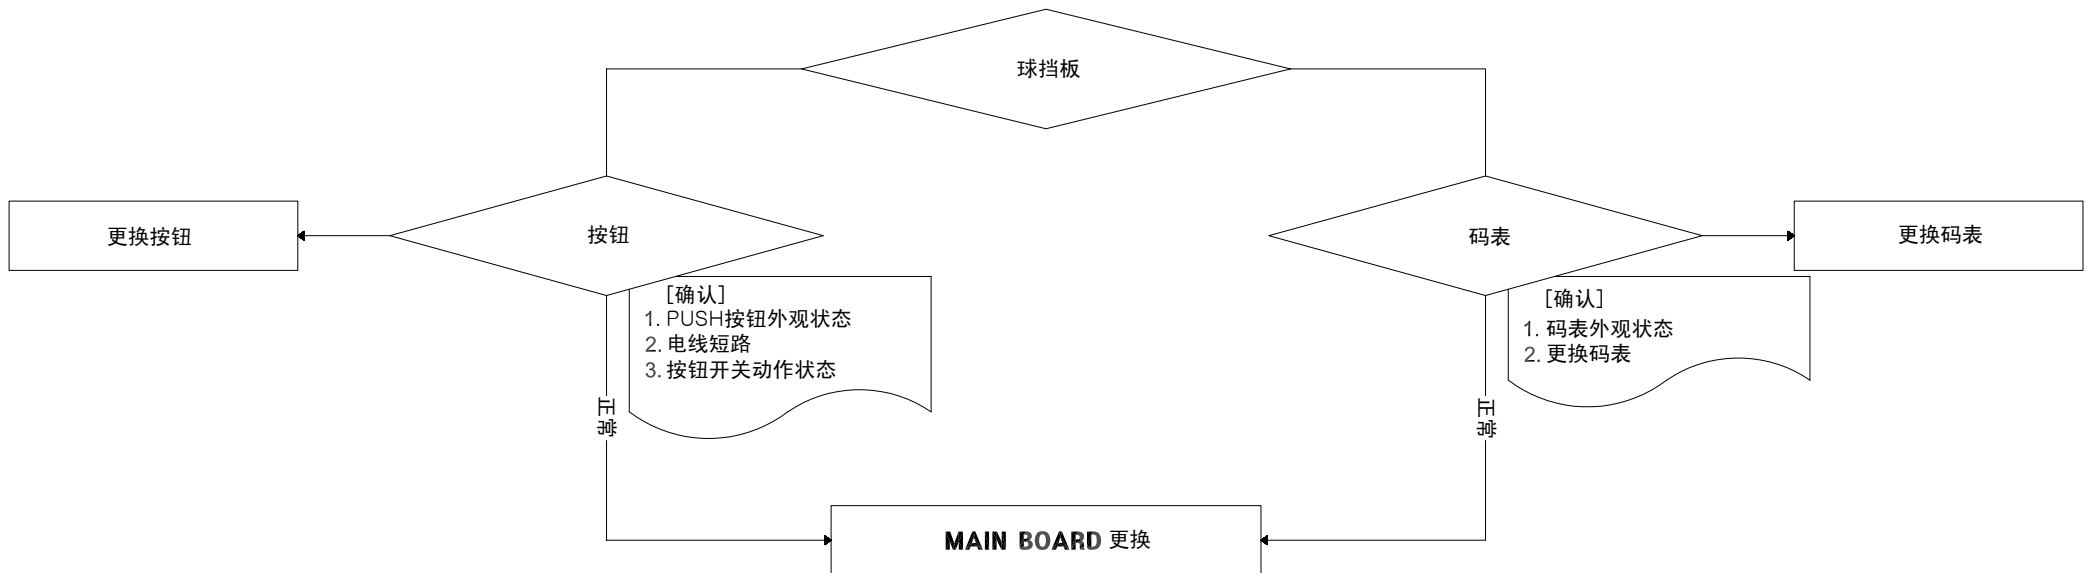 球挡板
更换按钮
按钮
码表
更换码表
[确认]
1. PUSH按钮外观状态
2. 电线短路
3. 按钮开关动作状态
[确认]
1. 码表外观状态
2. 更换码表
正常
正常
MAIN BOARD 更换